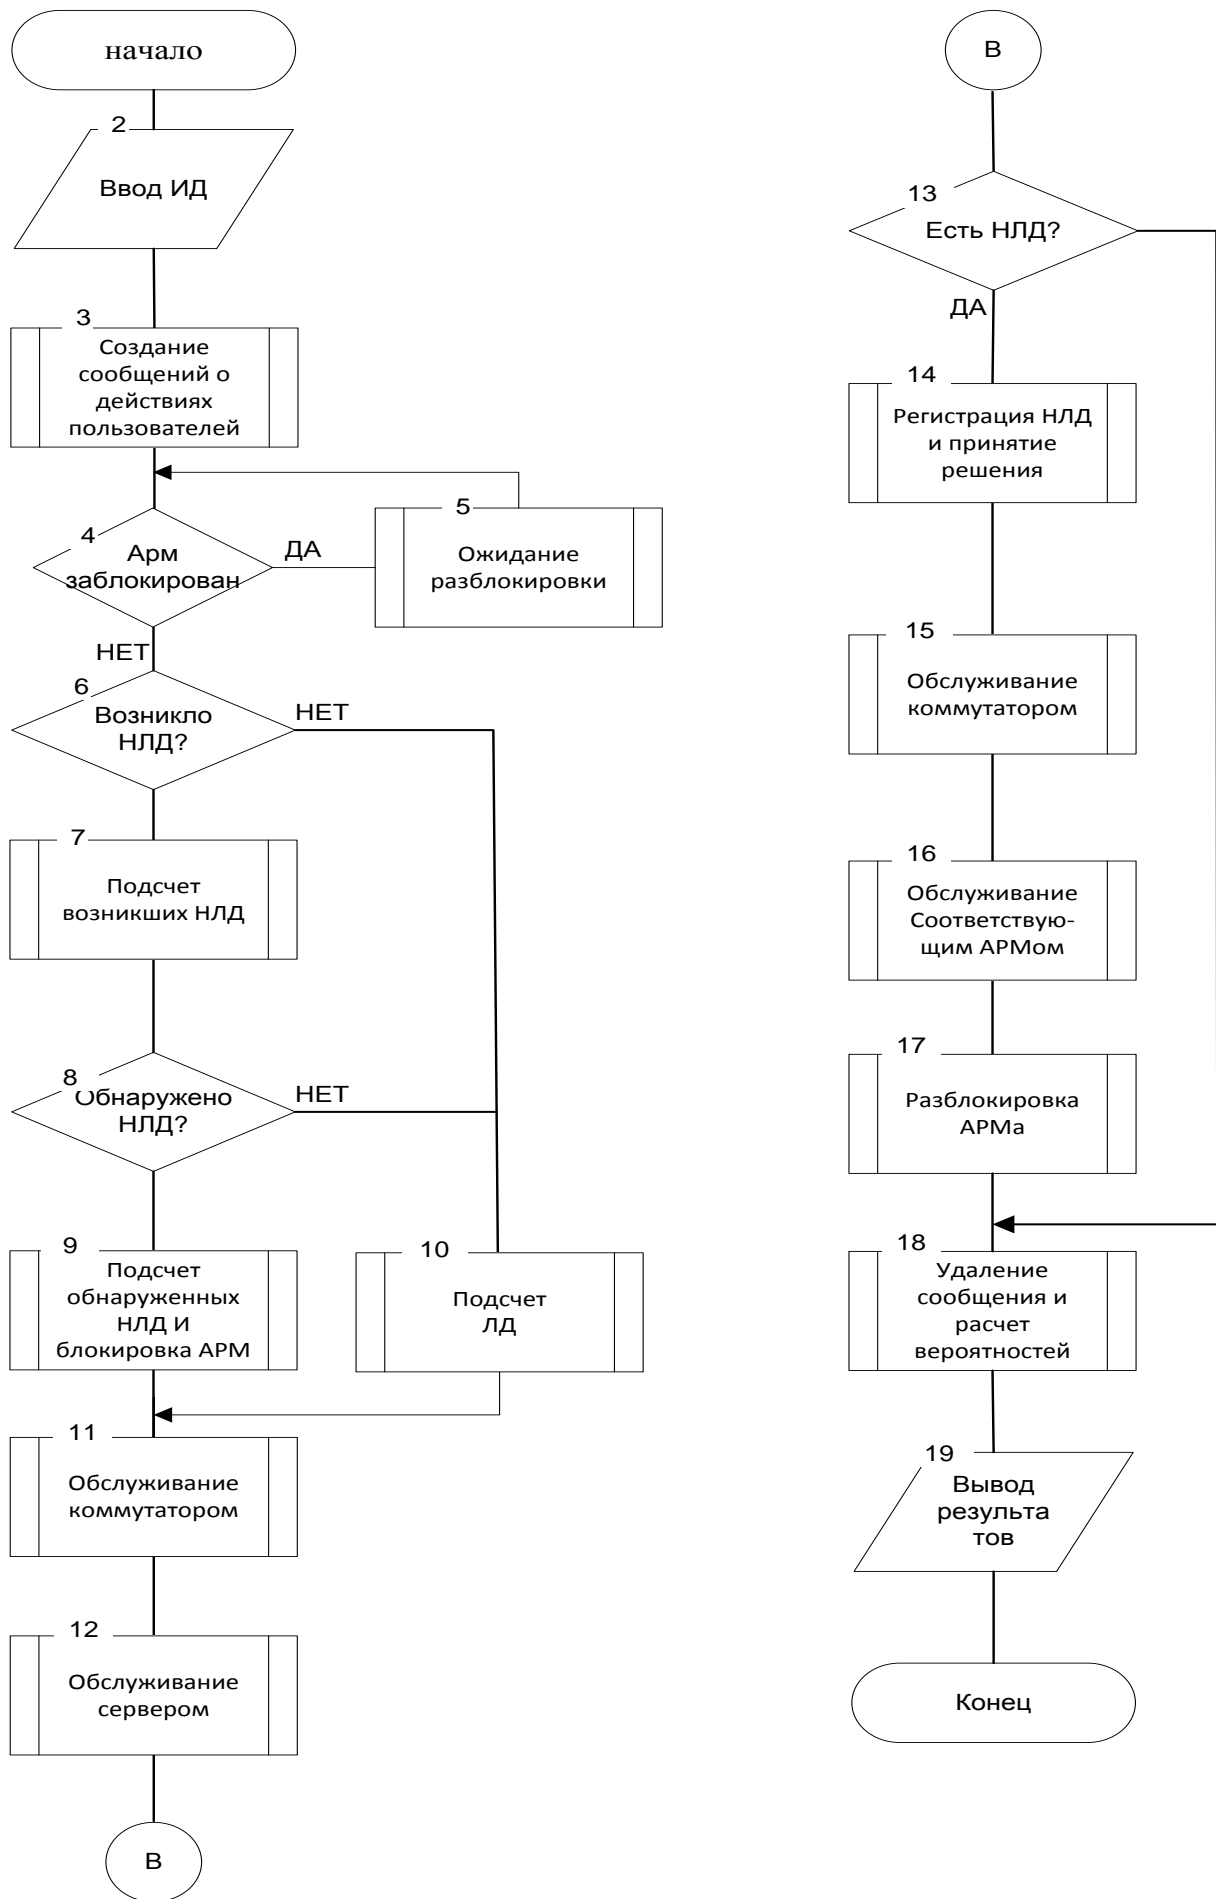 начало
2
Ввод ИД
3
Создание
сообщений о
действиях
пользователей
4
Арм
заблокирован
ДА
5
Ожидание
разблокировки
НЕТ
6
Возникло
НЛД?
НЕТ
7
Подсчет
возникших НЛД
8
Обнаружено
НЛД?
НЕТ
9
Подсчет
обнаруженных
НЛД И
блокировка АРМ
10
Подсчет
ЛД
11
Обслуживание
коммутатором
12
Обслуживание
сервером
В
В
13
Есть НЛД?
ДА
14
Регистрация НЛД
и принятие
решения
15
Обслуживание
коммутатором
16
Обслуживание
Соответствую-
щим АРМом
17
Разблокировка
АРМа
18
Удаление
сообщения и
расчет
вероятностей
19
Вывод
результа
тов
Конец